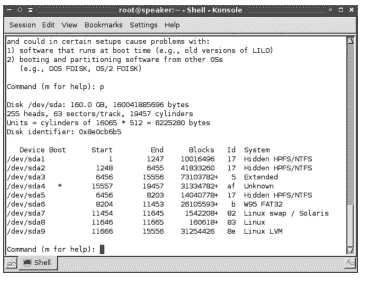 root@speaker:~ - Shell - Konsole
Session Edit View Bookmarks Settings Help
and could in certain setups cause problems with:
1) software that runs at boot time (e.g., old versions of LILO)
2) booting and partitioning software from other OSs
(e.g., DOS FDISK, OS/2 FDISK)
Command (m for help): p
Disk /dev/sda: 160.0 GB, 160041885696 bytes
255 heads, 63 sectors/track, 19457 cylinders
Units = cylinders of 16065 * 512 = 8225280 bytes
Disk identifier: 0x8e0cb6b5
Device Boot Start End Blocks Id System
/dev/sda1 1 1247 10016496 17 Hidden HPFS/NTFS
/dev/sda2 1248 6455 41833260 17 Hidden HPFS/NTFS
/dev/sda3 6456 15556 73103782+ 5 Extended
/dev/sda4 * 15557 19457 31334782+ af Unknown
/dev/sda5 6456 8203 14040778+ 17 Hidden HPFS/NTFS
/dev/sda6 8204 11453 26105593+ b W95 FAT32
/dev/sda7 11454 11645 1542208+ 82 Linux swap / Solaris
/dev/sda8 11646 11665 160618+ 83 Linux
/dev/sda9 11666 15556 31254426 8e Linux LVM
Command (m for help):
Shell